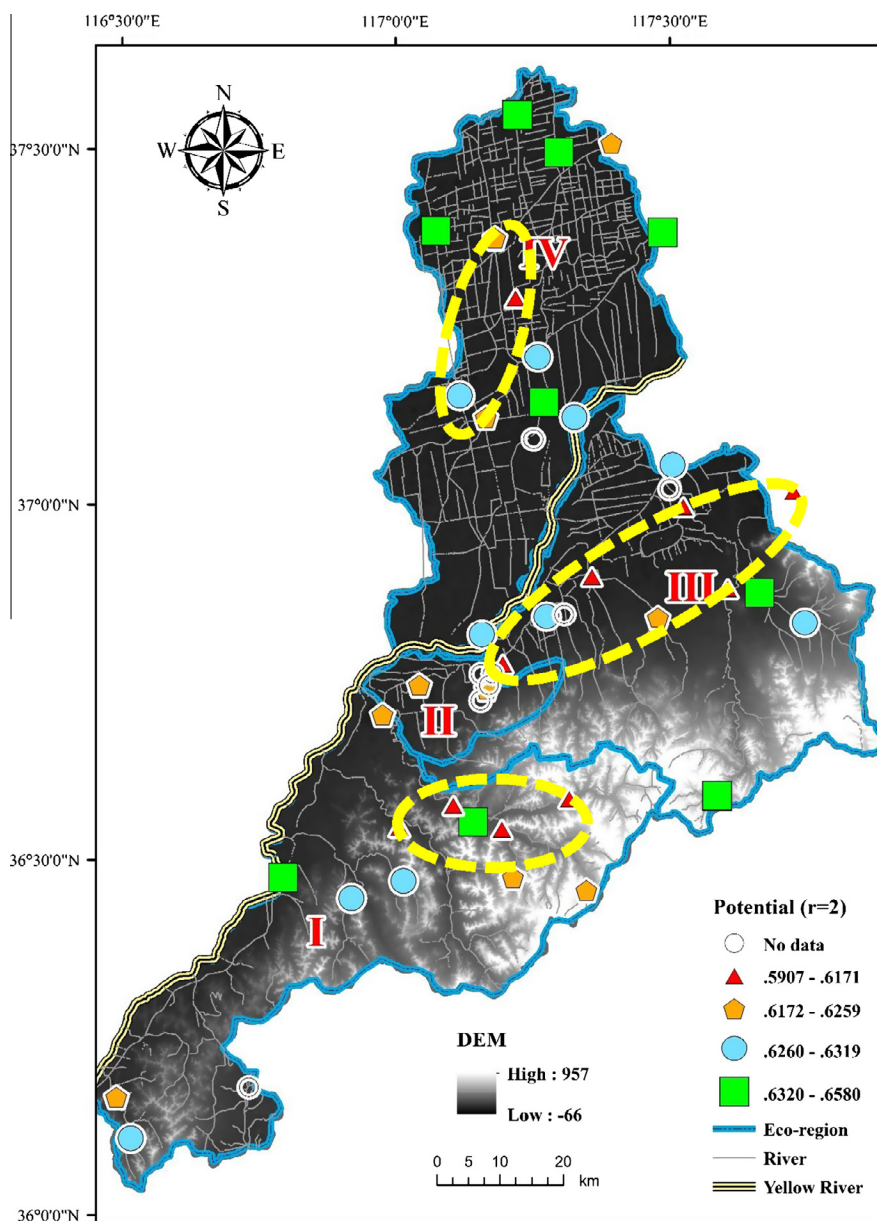 116°30'0"E 117°0'0"E 117°30'0"E
N
W E
S
37°30'0"N
IV
37°0'0"N
III
II
36°30'0"N
I
Potential (r=2)
No data
.5907 - .6171
.6172 - .6259
.6260 - .6319
.6320 - .6580
DEM
High : 957
Low : -66
Eco-region
River
Yellow River
0 5 10 20
km
36°0'0"N